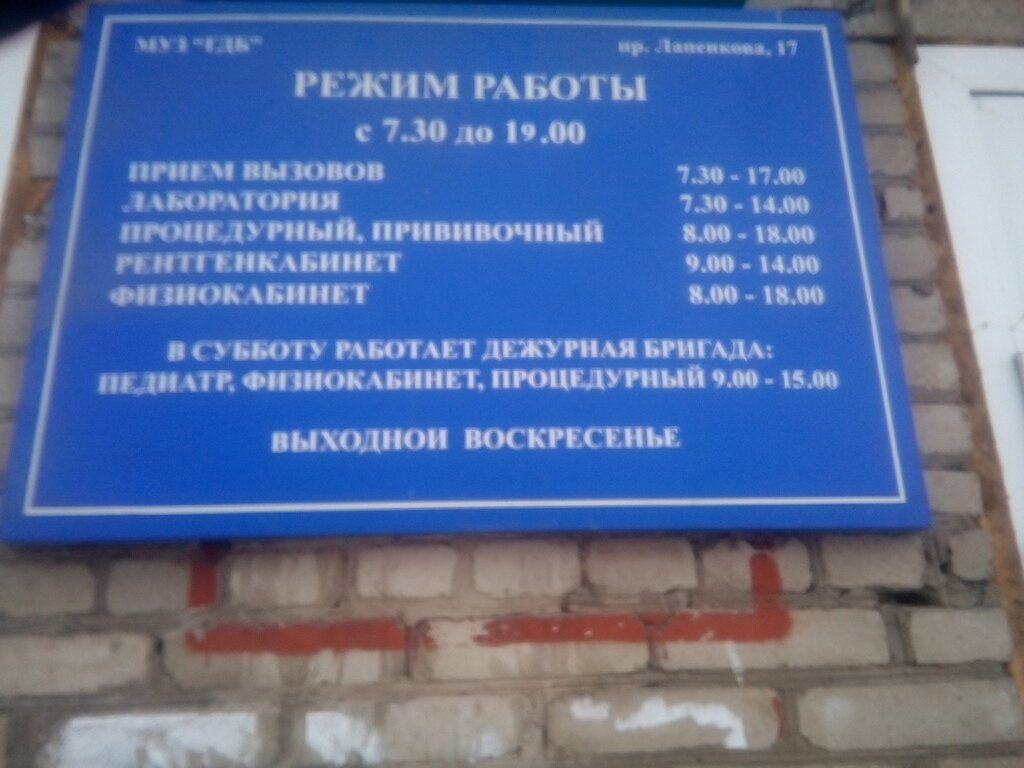 МУЗ "ГДБ" пр. Лапенкова, 17
РЕЖИМ РАБОТЫ
с 7.30 до 19.00
ПРИЕМ ВЫЗОВОВ 7.30 - 17.00
ЛАБОРАТОРИЯ 7.30 - 14.00
ПРОЦЕДУРНЫЙ, ПРИВИВОЧНЫЙ 8.00 - 18.00
РЕНТГЕНКАБИНЕТ 9.00 - 14.00
ФИЗИОКАБИНЕТ 8.00 - 18.00
В СУББОТУ РАБОТАЕТ ДЕЖУРНАЯ БРИГАДА:
ПЕДИАТР, ФИЗИОКАБИНЕТ, ПРОЦЕДУРНЫЙ 9.00 - 15.00
ВЫХОДНОЙ ВОСКРЕСЕНЬЕ